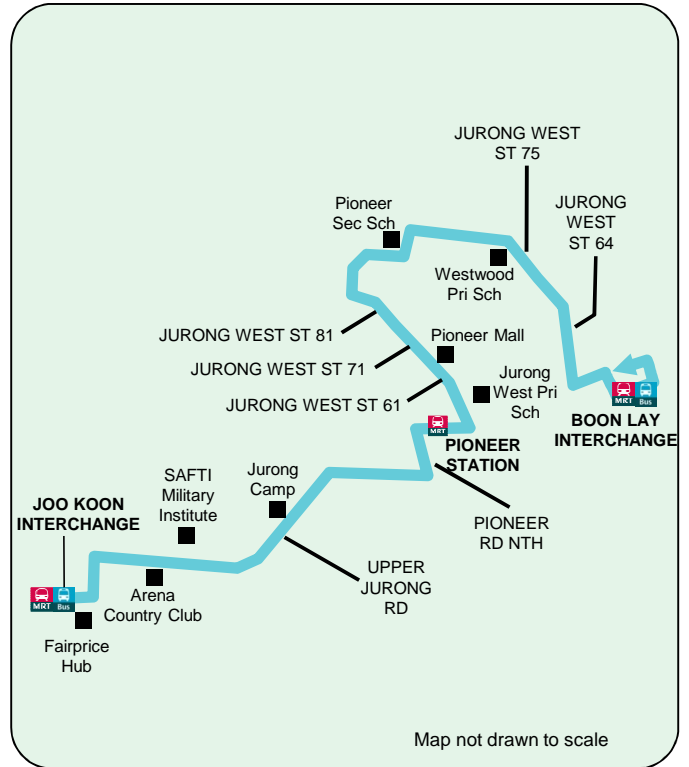 JURONG WEST
ST 75
Pioneer
Sec Sch
JURONG
WEST
ST 64
Westwood
Pri Sch
JURONG WEST ST 81
Pioneer Mall
JURONG WEST ST 71
Jurong
West Pri
Sch
JURONG WEST ST 61
MRT Bus
BOON LAY
INTERCHANGE
MRT
PIONEER
STATION
SAFTI
Military
Institute
Jurong
Camp
JOO KOON
INTERCHANGE
PIONEER
RD NTH
UPPER
JURONG
RD
MRT Bus
Arena
Country Club
Fairprice
Hub
Map not drawn to scale